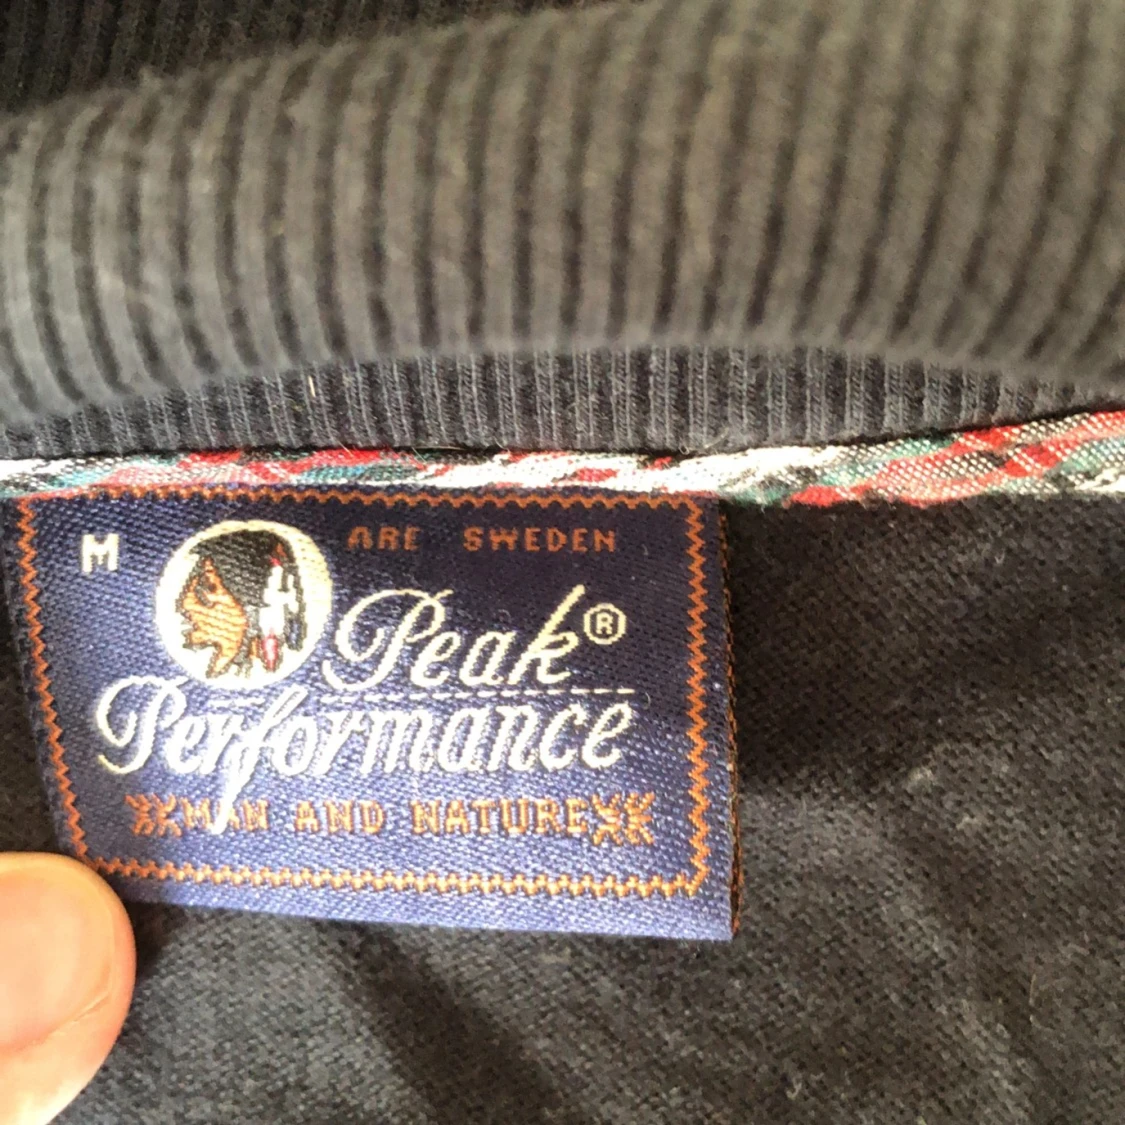 M ARE SWEDEN
Peak®
Performance
MAN AND NATURE